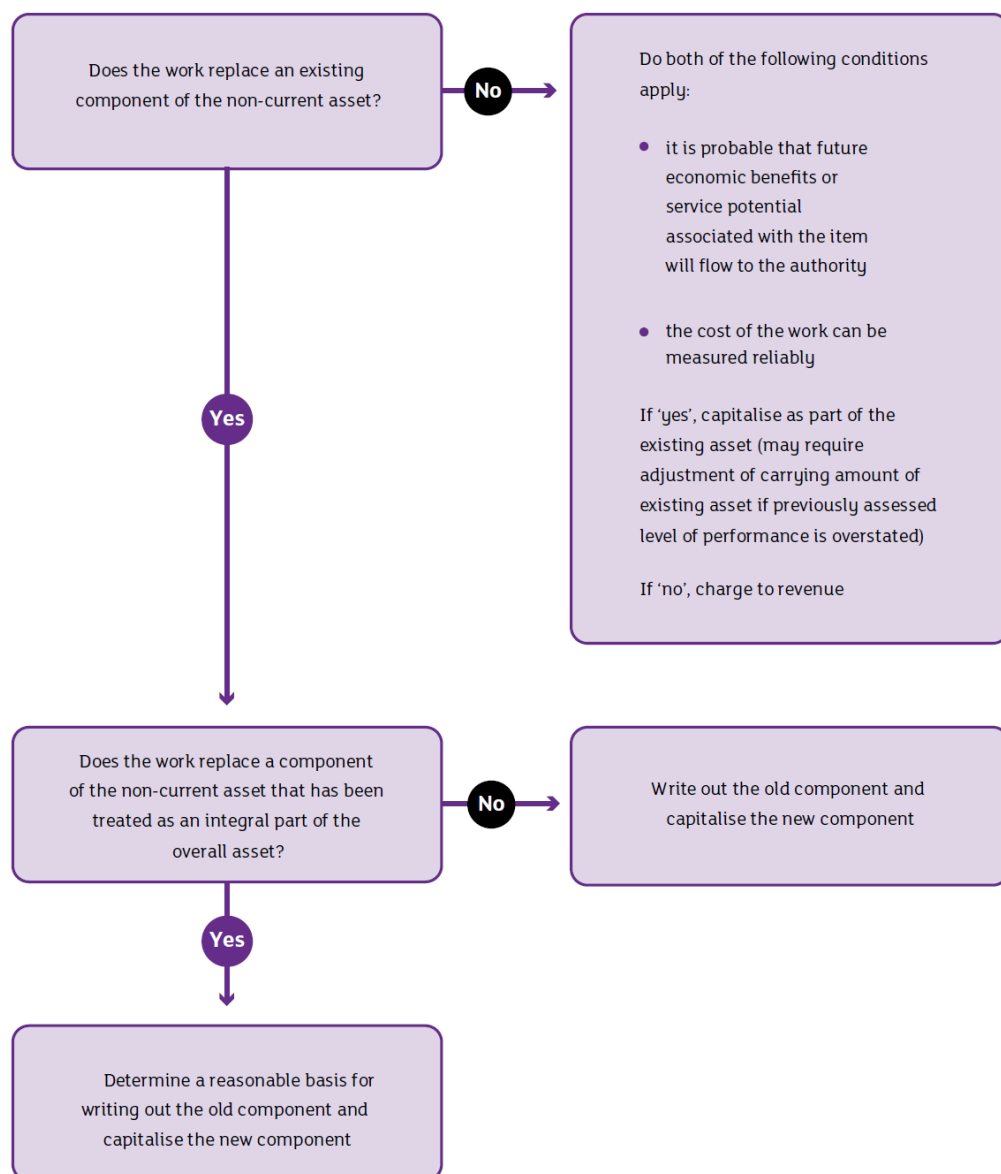 Does the work replace an existing
component of the non-current asset?
No
Do both of the following conditions
apply:
• it is probable that future
economic benefits or
service potential
associated with the item
will flow to the authority
• the cost of the work can be
measured reliably
If ‘yes’, capitalise as part of the
existing asset (may require
adjustment of carrying amount of
existing asset if previously assessed
level of performance is overstated)
If ‘no’, charge to revenue
Yes
Does the work replace a component
of the non-current asset that has been
treated as an integral part of the
overall asset?
No
Write out the old component and
capitalise the new component
Yes
Determine a reasonable basis for
writing out the old component and
capitalise the new component